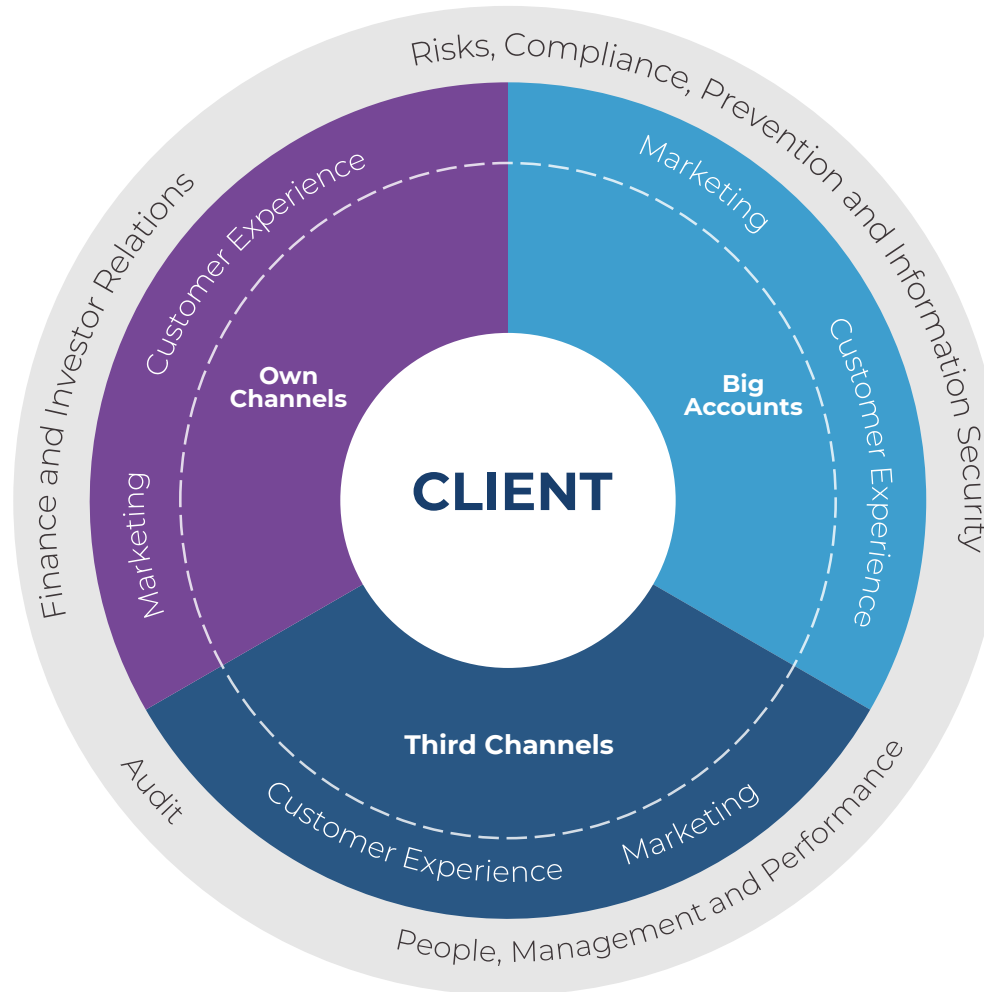 Risks, Compliance, Prevention and Information Security
Finance and Investor Relations
Customer Experience
Marketing
Own
Channels
Marketing
Customer Experience
Big
Accounts
CLIENT
Third Channels
Customer Experience
Marketing
Audit
People, Management and Performance